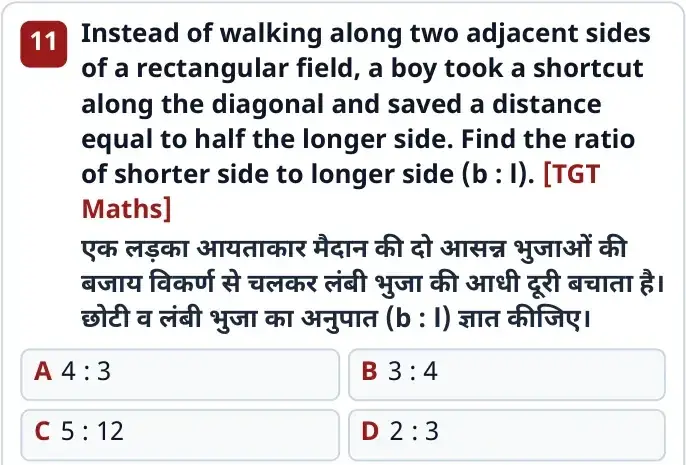 11 Instead of walking along two adjacent sides
of a rectangular field, a boy took a shortcut
along the diagonal and saved a distance
equal to half the longer side. Find the ratio
of shorter side to longer side (b : l). [TGT
Maths]
एक लड़का आयताकार मैदान की दो आसन्न भुजाओं की
बजाय विकर्ण से चलकर लंबी भुजा की आधी दूरी बचाता है।
छोटी व लंबी भुजा का अनुपात (b : l) ज्ञात कीजिए।
A 4 : 3
B 3 : 4
C 5 : 12
D 2 : 3